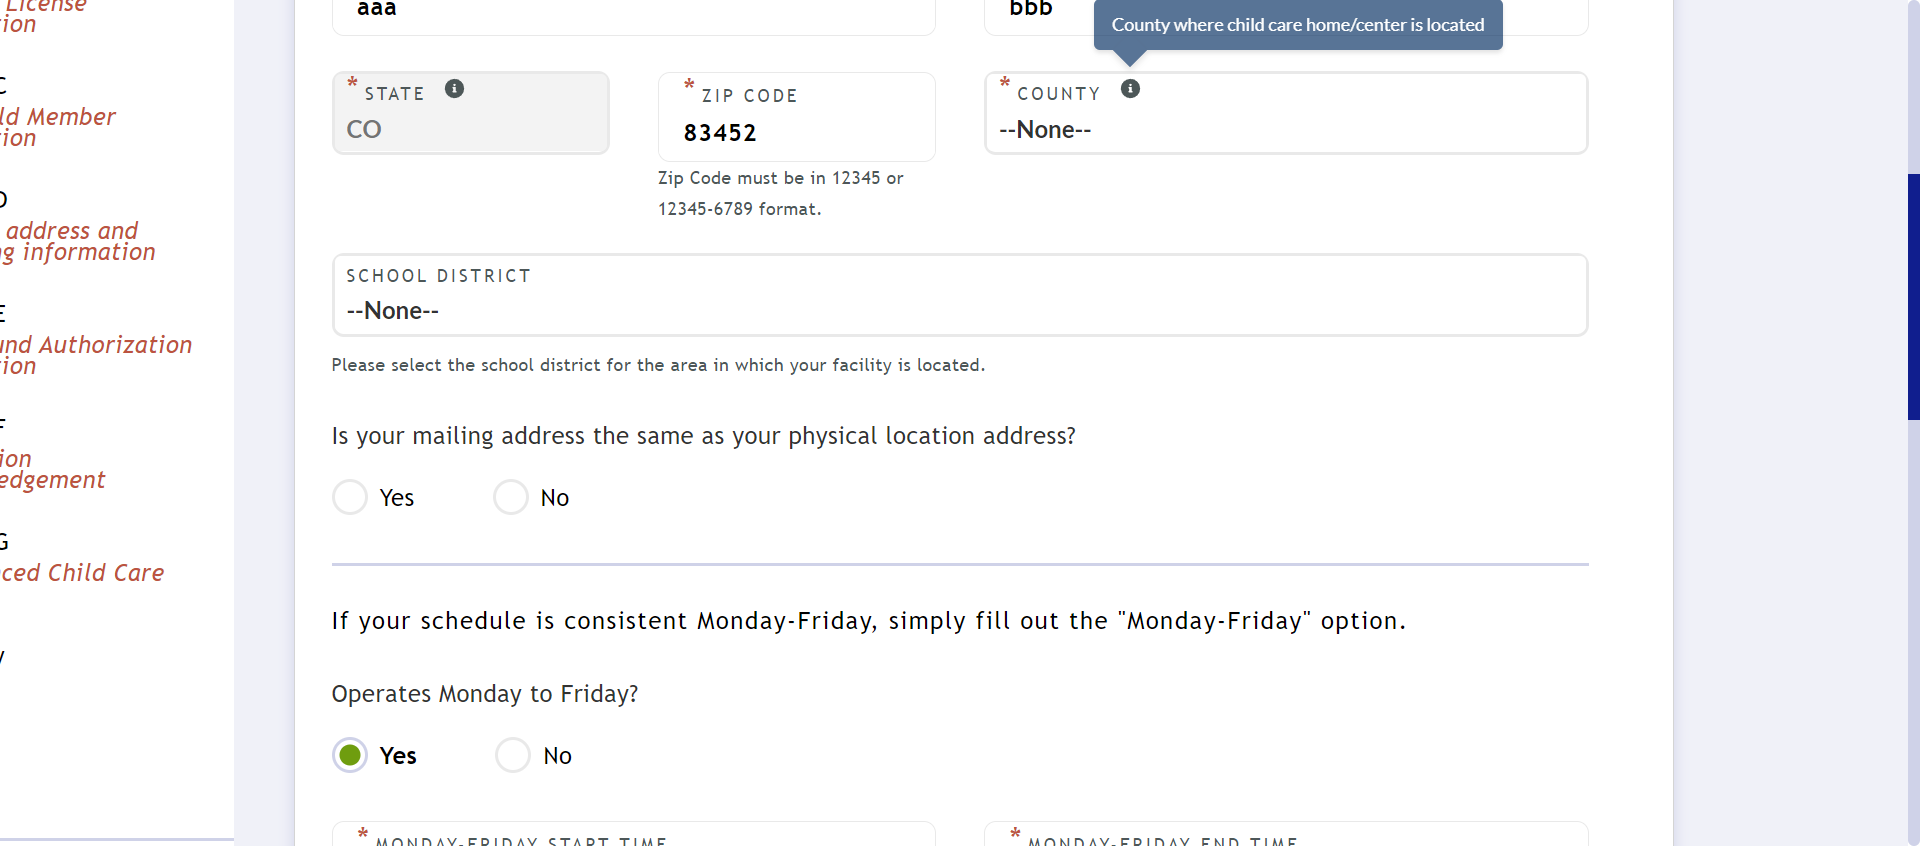 License
ion
C
ld Member
ion
D
address and
g information
E
und Authorization
ion
F
ion
edgement
G
ced Child Care
y
aaa
bbb
County where child care home/center is located
* STATE
CO
* ZIP CODE
83452
Zip Code must be in 12345 or
12345-6789 format.
* COUNTY
--None--
SCHOOL DISTRICT
--None--
Please select the school district for the area in which your facility is located.
Is your mailing address the same as your physical location address?
Yes No
If your schedule is consistent Monday-Friday, simply fill out the "Monday-Friday" option.
Operates Monday to Friday?
Yes No
* MONDAY-FRIDAY START TIME
* MONDAY-FRIDAY END TIME